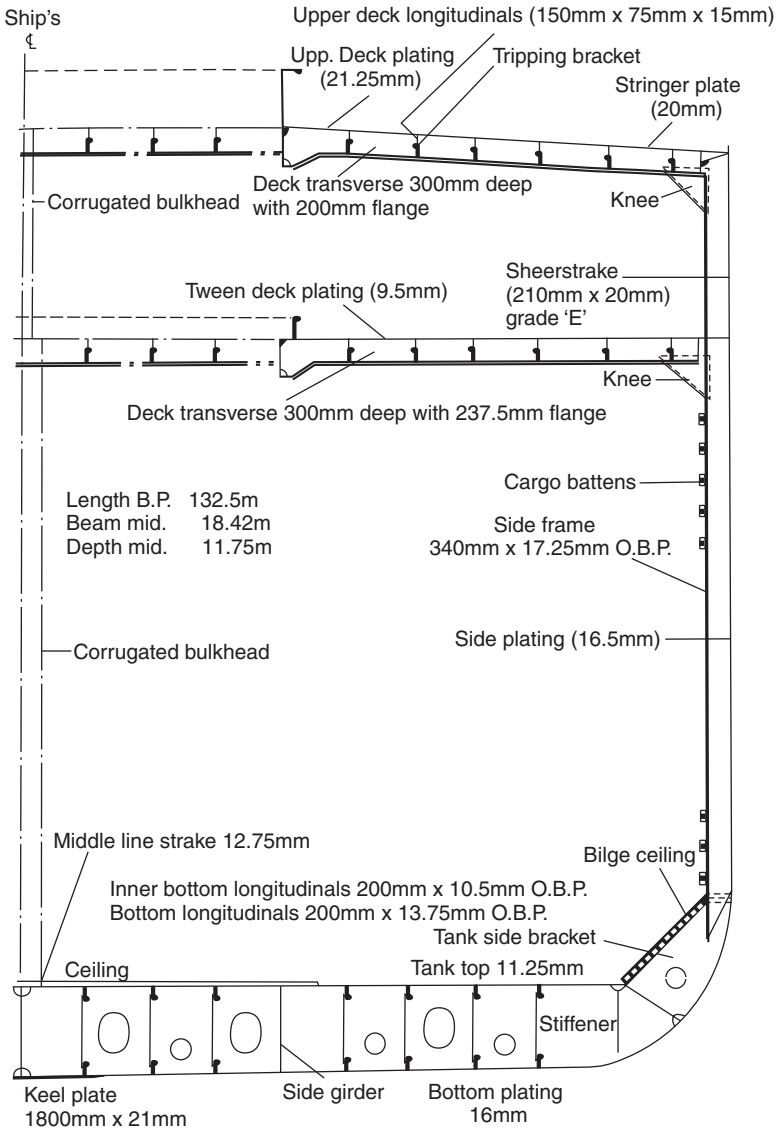 Ship's
℄
Upper deck longitudinals (150mm x 75mm x 15mm)
Upp. Deck plating
(21.25mm)
Tripping bracket
Stringer plate
(20mm)
Corrugated bulkhead
Deck transverse 300mm deep
with 200mm flange
Knee
Tween deck plating (9.5mm)
Sheerstrake
(210mm x 20mm)
grade 'E'
Knee
Deck transverse 300mm deep with 237.5mm flange
Length B.P. 132.5m
Beam mid. 18.42m
Depth mid. 11.75m
Cargo battens
Side frame
340mm x 17.25mm O.B.P.
Corrugated bulkhead
Side plating (16.5mm)
Middle line strake 12.75mm
Bilge ceiling
Inner bottom longitudinals 200mm x 10.5mm O.B.P.
Bottom longitudinals 200mm x 13.75mm O.B.P.
Tank side bracket
Ceiling
Tank top 11.25mm
Stiffener
Keel plate
1800mm x 21mm
Side girder
Bottom plating
16mm